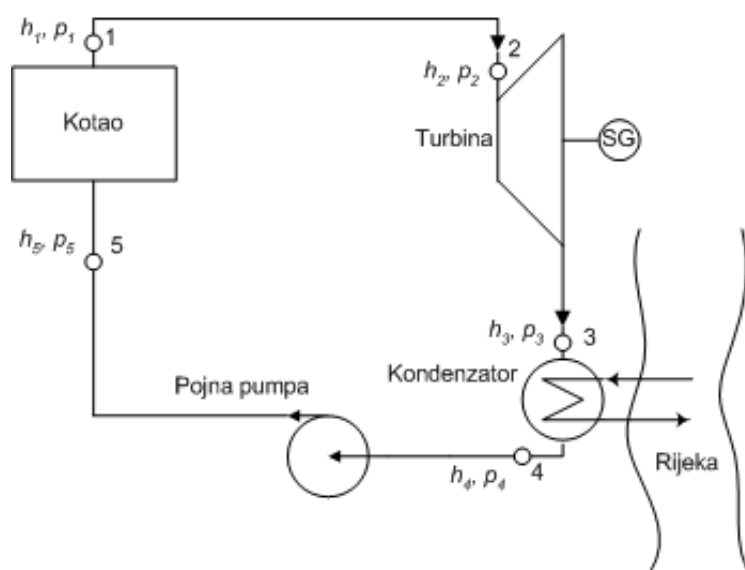 h₁, p₁
1
2
h₂, p₂
Kotao
Turbina
SG
h₅, p₅
5
h₃, p₃
3
Kondenzator
Pojna pumpa
h₄, p₄
4
Rijeka